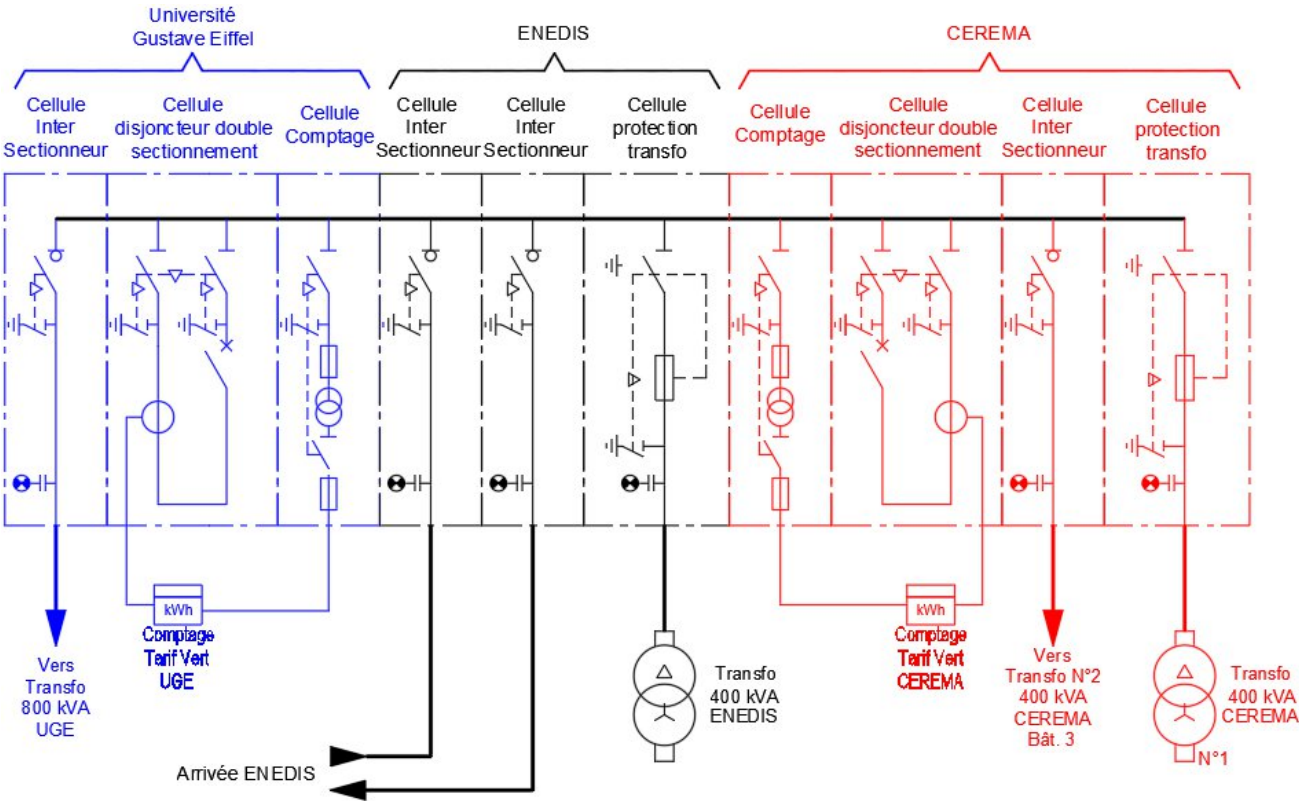 Université
Gustave Eiffel
ENEDIS
CEREMA
Cellule
Inter
Sectionneur
Cellule
disjoncteur double
sectionnement
Cellule
Comptage
Cellule
Inter
Sectionneur
Cellule
Inter
Sectionneur
Cellule
protection
transfo
Cellule
Comptage
Cellule
disjoncteur double
sectionnement
Cellule
Inter
Sectionneur
Cellule
protection
transfo
kWh
Comptage
Tarif Vert
UGE
kWh
Comptage
Tarif Vert
CEREMA
Vers
Transfo
800 kVA
UGE
Transfo
400 kVA
ENEDIS
Vers
Transfo N°2
400 kVA
CEREMA
Bât. 3
Transfo
400 kVA
CEREMA
N°1
Arrivée ENEDIS